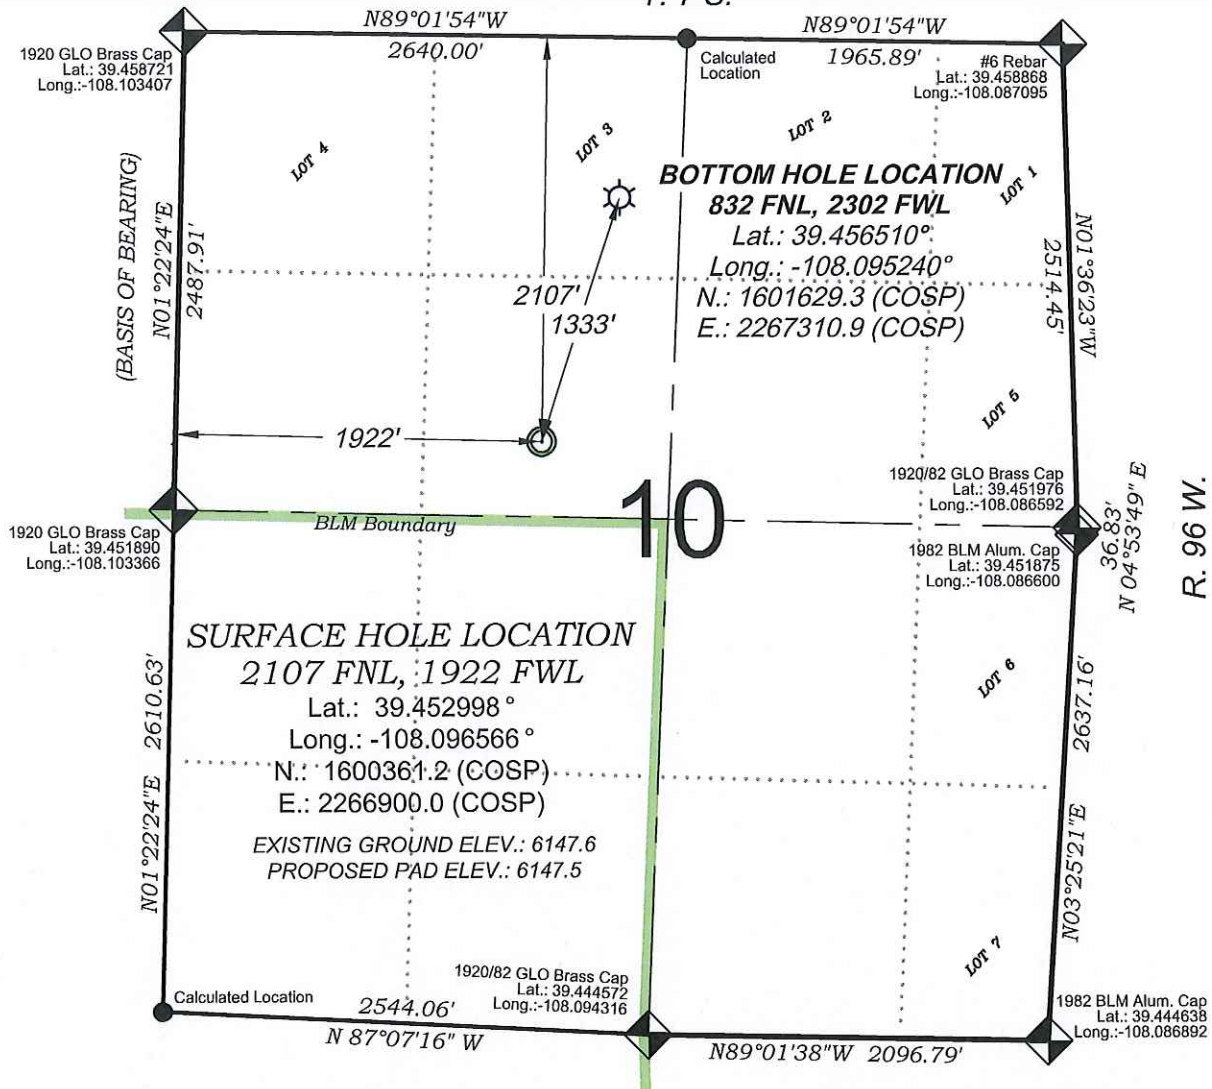 N89°01'54"W
2640.00'
N89°01'54"W
1965.89'
1920 GLO Brass Cap
Lat.: 39.458721
Long.:-108.103407
Calculated
Location
#6 Rebar
Lat.: 39.458868
Long.:-108.087095
LOT 4
LOT 3
LOT 2
LOT 1
BOTTOM HOLE LOCATION
832 FNL, 2302 FWL
Lat.: 39.456510°
Long.: -108.095240°
N.: 1601629.3 (COSP)
E.: 2267310.9 (COSP)
(BASIS OF BEARING)
N01°22'24"E
2487.91'
N01°36'23"W
2514.45'
2107'
1333'
1922'
LOT 5
1920/82 GLO Brass Cap
Lat.: 39.451976
Long.:-108.086592
10
BLM Boundary
1920 GLO Brass Cap
Lat.: 39.451890
Long.:-108.103366
1982 BLM Alum. Cap
Lat.: 39.451875
Long.:-108.086600
36.83'
N 04°53'49" E
R. 96 W.
SURFACE HOLE LOCATION
2107 FNL, 1922 FWL
Lat.: 39.452998°
Long.: -108.096566°
N.: 1600361.2 (COSP)
E.: 2266900.0 (COSP)
EXISTING GROUND ELEV.: 6147.6
PROPOSED PAD ELEV.: 6147.5
N01°22'24"E 2610.63'
LOT 6
N03°25'21"E 2637.16'
LOT 7
1920/82 GLO Brass Cap
Lat.: 39.444572
Long.:-108.094316
Calculated Location
2544.06'
N 87°07'16" W
1982 BLM Alum. Cap
Lat.: 39.444638
Long.:-108.086892
N89°01'38"W 2096.79'